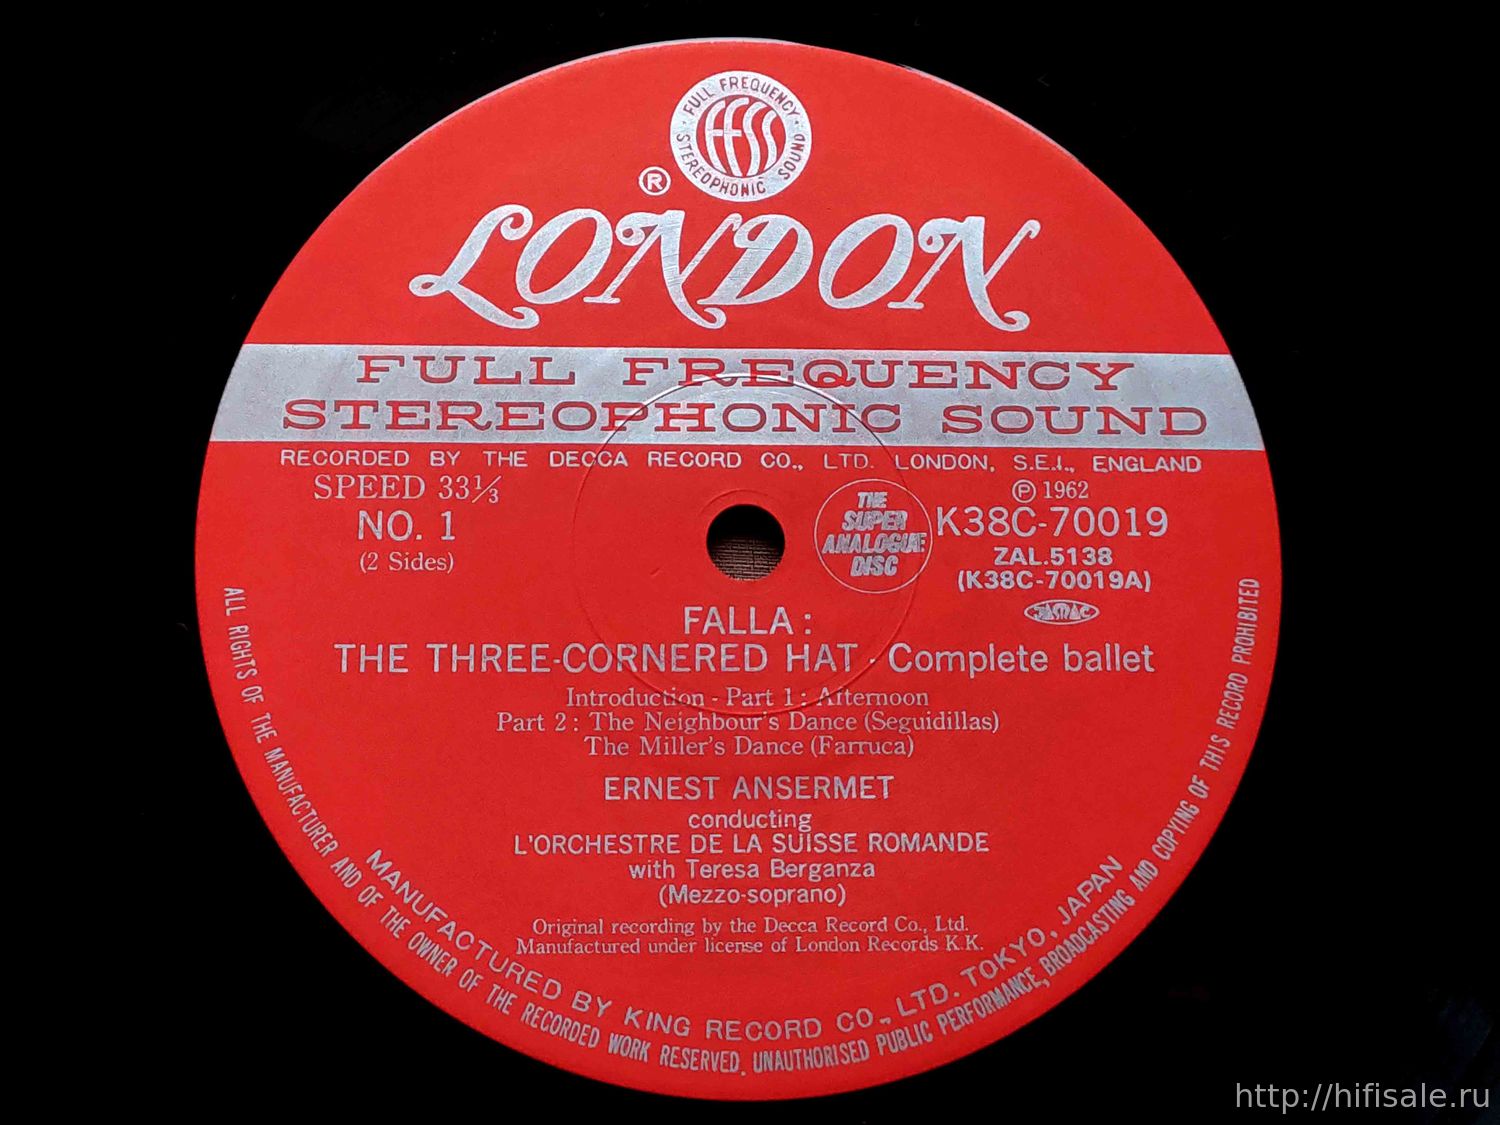 FULL FREQUENCY
FFSS
STEREOPHONIC SOUND
®
LONDON
FULL FREQUENCY
STEREOPHONIC SOUND
RECORDED BY THE DECCA RECORD CO., LTD. LONDON, S.E.I., ENGLAND
SPEED 33⅓
NO. 1
(2 Sides)
THE
SUPER
ANALOGUE
DISC
Ⓟ 1962
K38C-70019
ZAL.5138
(K38C-70019A)
JASRAC
FALLA :
THE THREE-CORNERED HAT · Complete ballet
Introduction - Part 1 : Afternoon
Part 2 : The Neighbour's Dance (Seguidillas)
The Miller's Dance (Farruca)
ERNEST ANSERMET
conducting
L'ORCHESTRE DE LA SUISSE ROMANDE
with Teresa Berganza
(Mezzo-soprano)
Original recording by the Decca Record Co., Ltd.
Manufactured under license of London Records K.K.
MANUFACTURED BY KING RECORD CO., LTD. TOKYO. JAPAN
ALL RIGHTS OF THE MANUFACTURER AND OF THE OWNER OF THE RECORDED WORK RESERVED. UNAUTHORISED PUBLIC PERFORMANCE, BROADCASTING AND COPYING OF THIS RECORD PROHIBITED
http://hifisale.ru